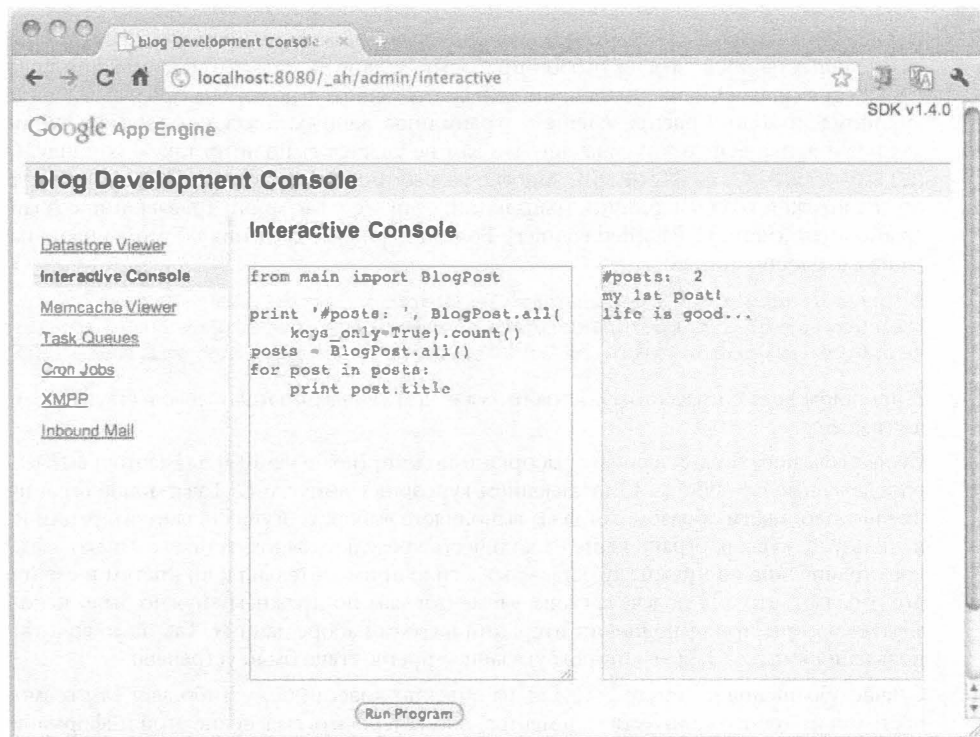 blog Development Console
localhost:8080/_ah/admin/interactive
SDK v1.4.0
Google App Engine
blog Development Console
Datastore Viewer
Interactive Console
Memcache Viewer
Task Queues
Cron Jobs
XMPP
Inbound Mail
Interactive Console
from main import BlogPost
print '#posts: ', BlogPost.all(
keys_only=True).count()
posts = BlogPost.all()
for post in posts:
print post.title
#posts: 2
my 1st post!
life is good...
Run Program